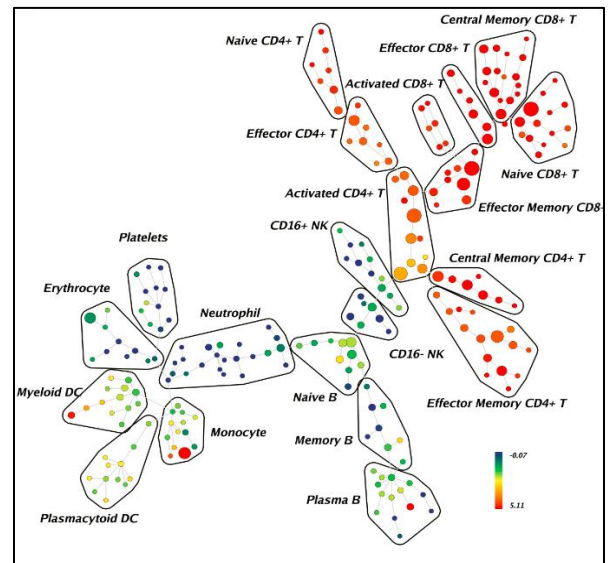 Central Memory CD8+ T
Naive CD4+ T
Effector CD8+ T
Activated CD8+ T
Effector CD4+ T
Naive CD8+ T
Activated CD4+ T
Effector Memory CD8-
CD16+ NK
Platelets
Central Memory CD4+ T
Erythrocyte
Neutrophil
CD16- NK
Myeloid DC
Naive B
Effector Memory CD4+ T
Monocyte
Memory B
-0.07
Plasma B
5.11
Plasmacytoid DC